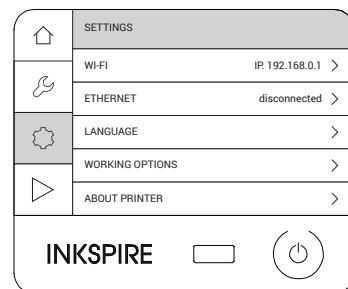 SETTINGS
WI-FI IP. 192.168.0.1
ETHERNET disconnected
LANGUAGE
WORKING OPTIONS
ABOUT PRINTER
INKSPIRE